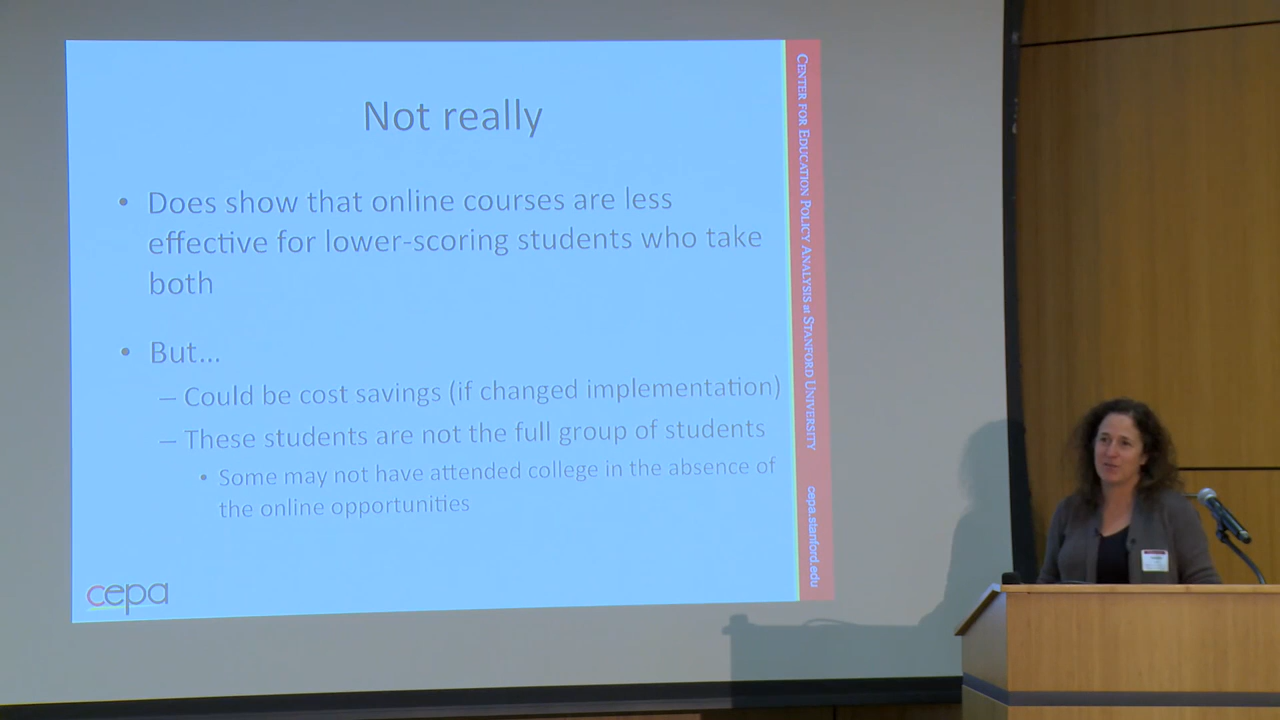 Not really
• Does show that online courses are less
effective for lower-scoring students who take
both
• But...
– Could be cost savings (if changed implementation)
– These students are not the full group of students
• Some may not have attended college in the absence of
the online opportunities
cepa
CENTER FOR EDUCATION POLICY ANALYSIS at STANFORD UNIVERSITY
cepa.stanford.edu